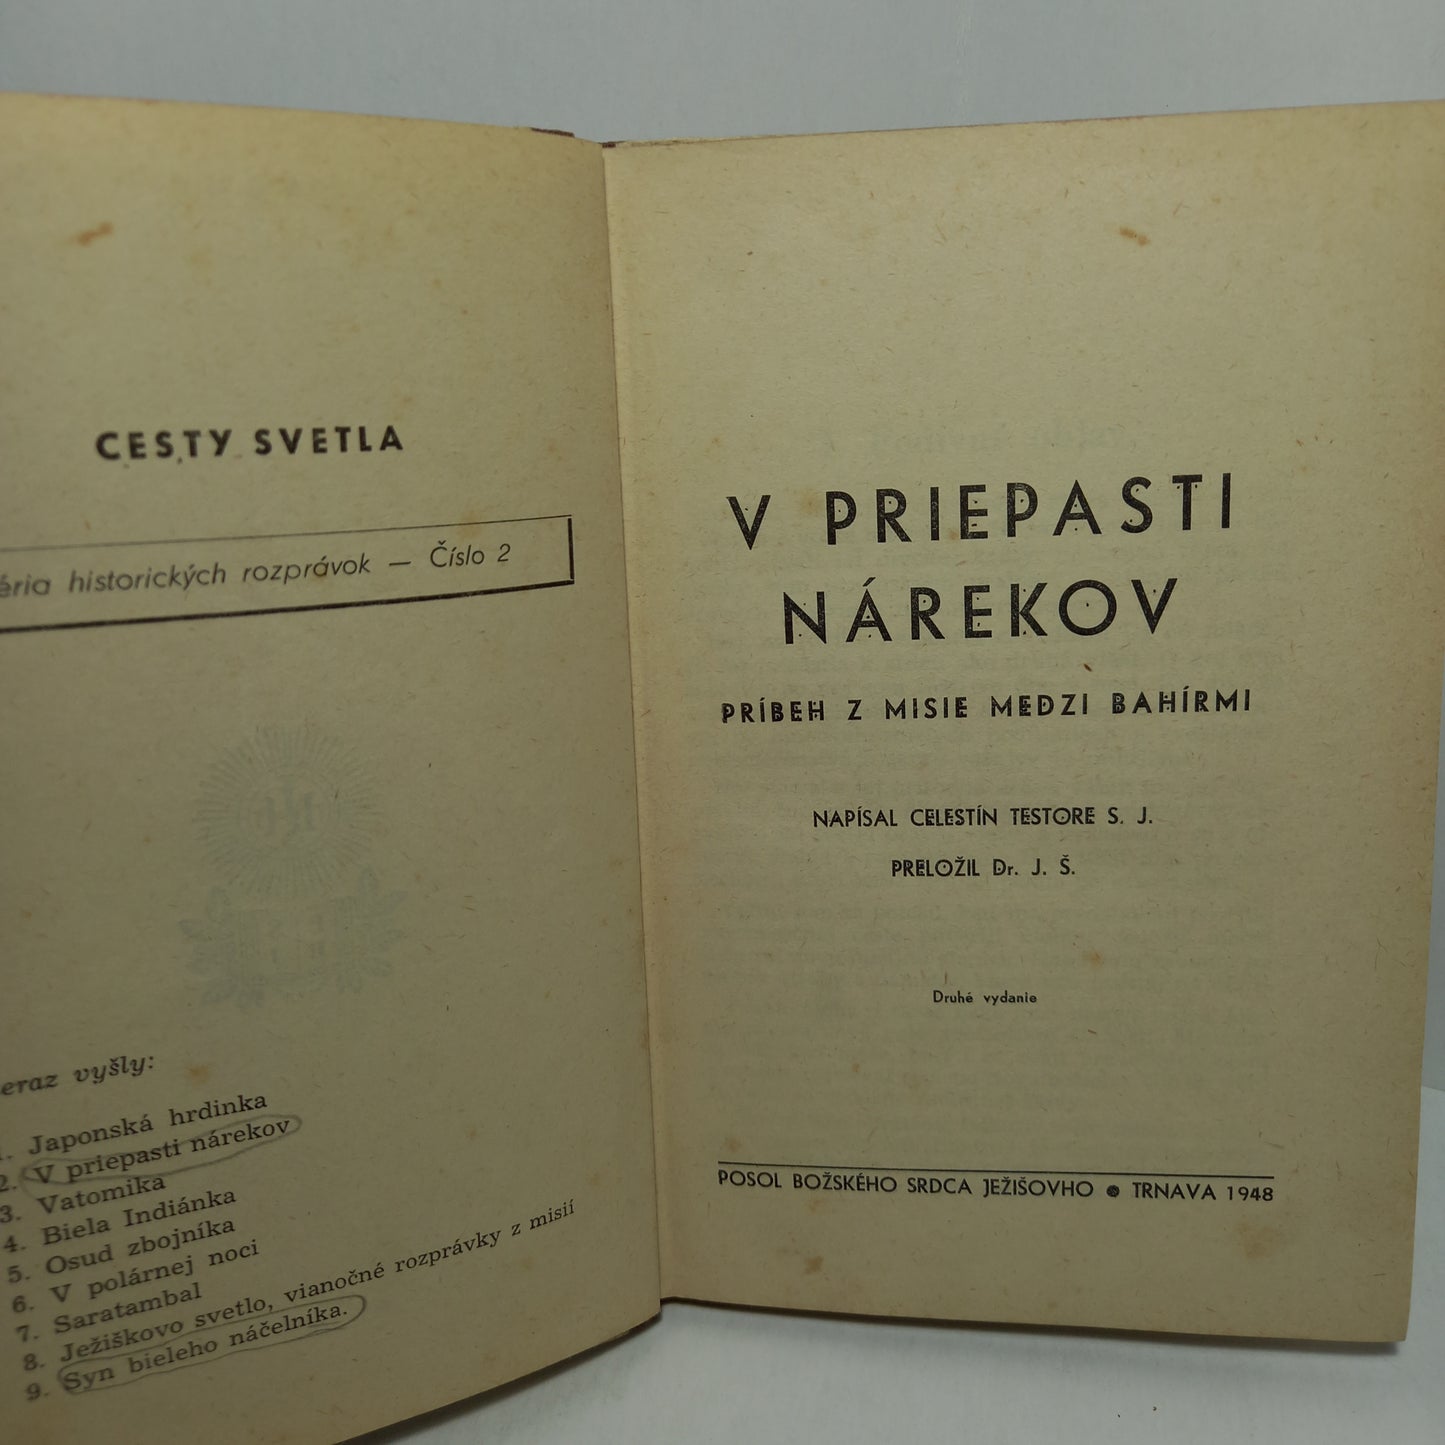 CESTY SVETLA
historických rozprávok — Číslo 2
vyšly:
1. Japonská hrdinka
2. V priepasti nárekov
3. Vatomika
4. Biela Indiánka
5. Osud zbojníka
6. V polárnej noci
7. Saratambal
8. Ježiškovo svetlo, vianočné rozprávky z misií
9. Syn bieleho náčelníka.
V PRIEPASTI
NÁREKOV
PRÍBEH Z MISIE MEDZI BAHÍRMI
NAPÍSAL CELESTÍN TESTORE S. J.
PRELOŽIL Dr. J. Š.
Druhé vydanie
POSOL BOŽSKÉHO SRDCA JEŽIŠOVHO ● TRNAVA 1948